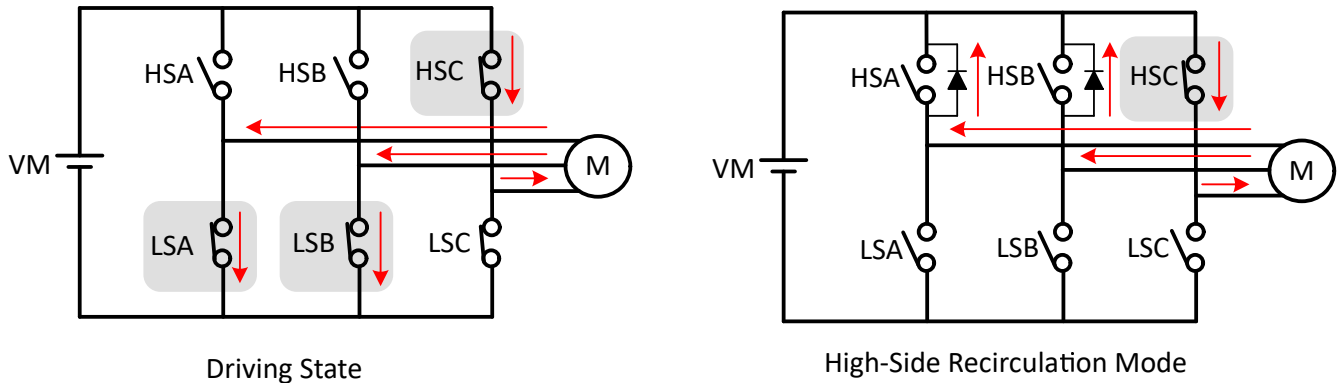 HSA HSB HSC
VM M
LSA LSB LSC
Driving State
HSA HSB HSC
VM M
LSA LSB LSC
High-Side Recirculation Mode